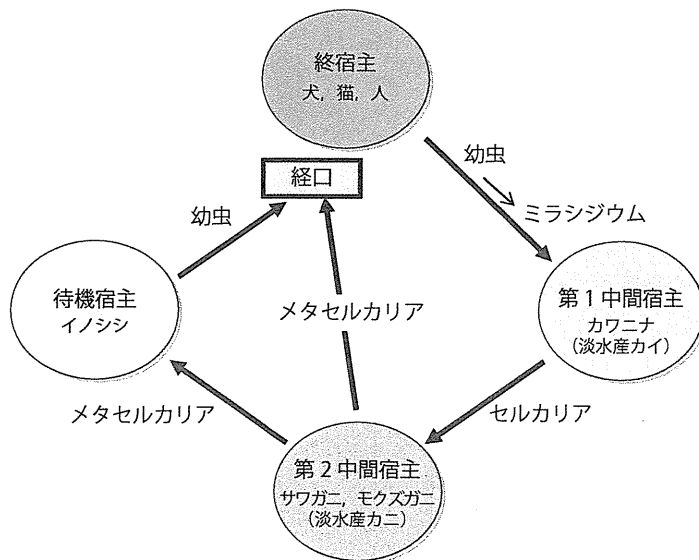 終宿主
犬，猫，人
経口
幼虫
ミラシジウム
幼虫
待機宿主
イノシシ
メタセルカリア
第1中間宿主
カワニナ
(淡水産カイ)
メタセルカリア
セルカリア
第2中間宿主
サワガニ，モクズガニ
(淡水産カニ)